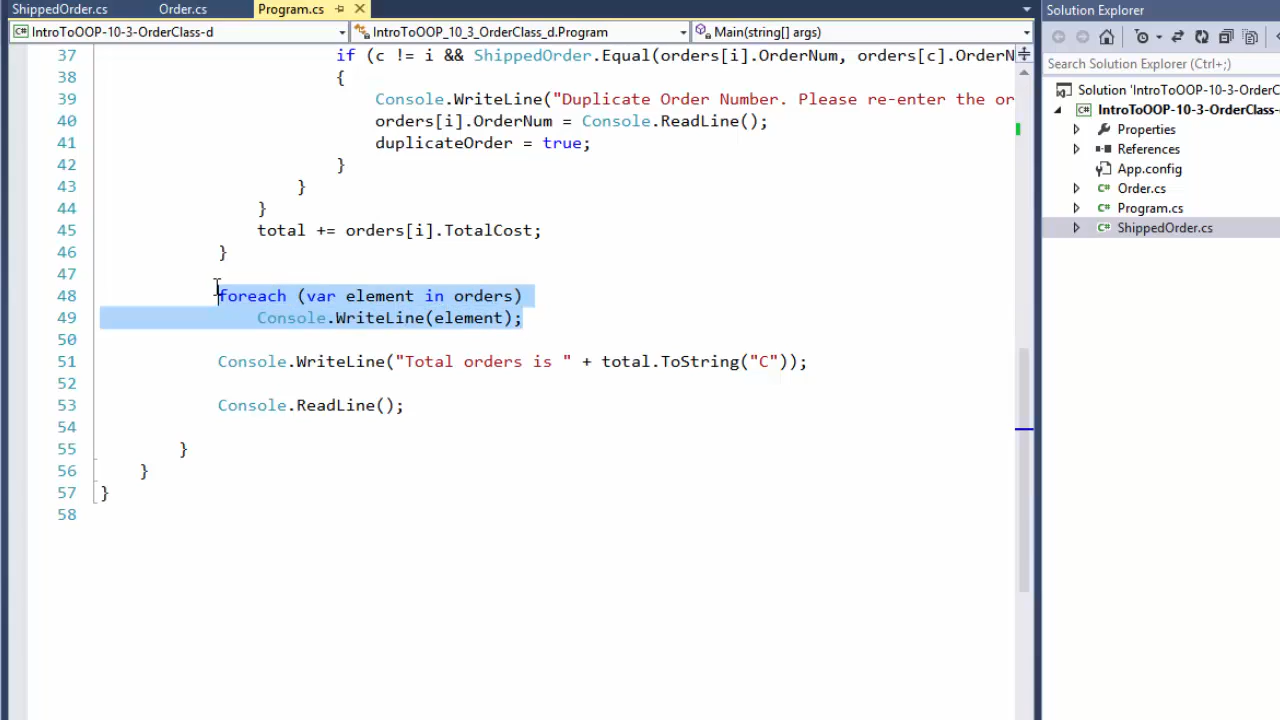 ShippedOrder.cs Order.cs Program.cs
IntroToOOP-10-3-OrderClass-d IntroToOOP_10_3_OrderClass_d.Program Main(string[] args)
37 if (c != i && ShippedOrder.Equal(orders[i].OrderNum, orders[c].OrderN
38 {
39 Console.WriteLine("Duplicate Order Number. Please re-enter the or
40 orders[i].OrderNum = Console.ReadLine();
41 duplicateOrder = true;
42 }
43 }
44 }
45 total += orders[i].TotalCost;
46 }
47
48 foreach (var element in orders)
49 Console.WriteLine(element);
50
51 Console.WriteLine("Total orders is " + total.ToString("C"));
52
53 Console.ReadLine();
54
55 }
56 }
57 }
58
Solution Explorer
Search Solution Explorer (Ctrl+;)
Solution 'IntroToOOP-10-3-OrderC
IntroToOOP-10-3-OrderClass-
Properties
References
App.config
Order.cs
Program.cs
ShippedOrder.cs